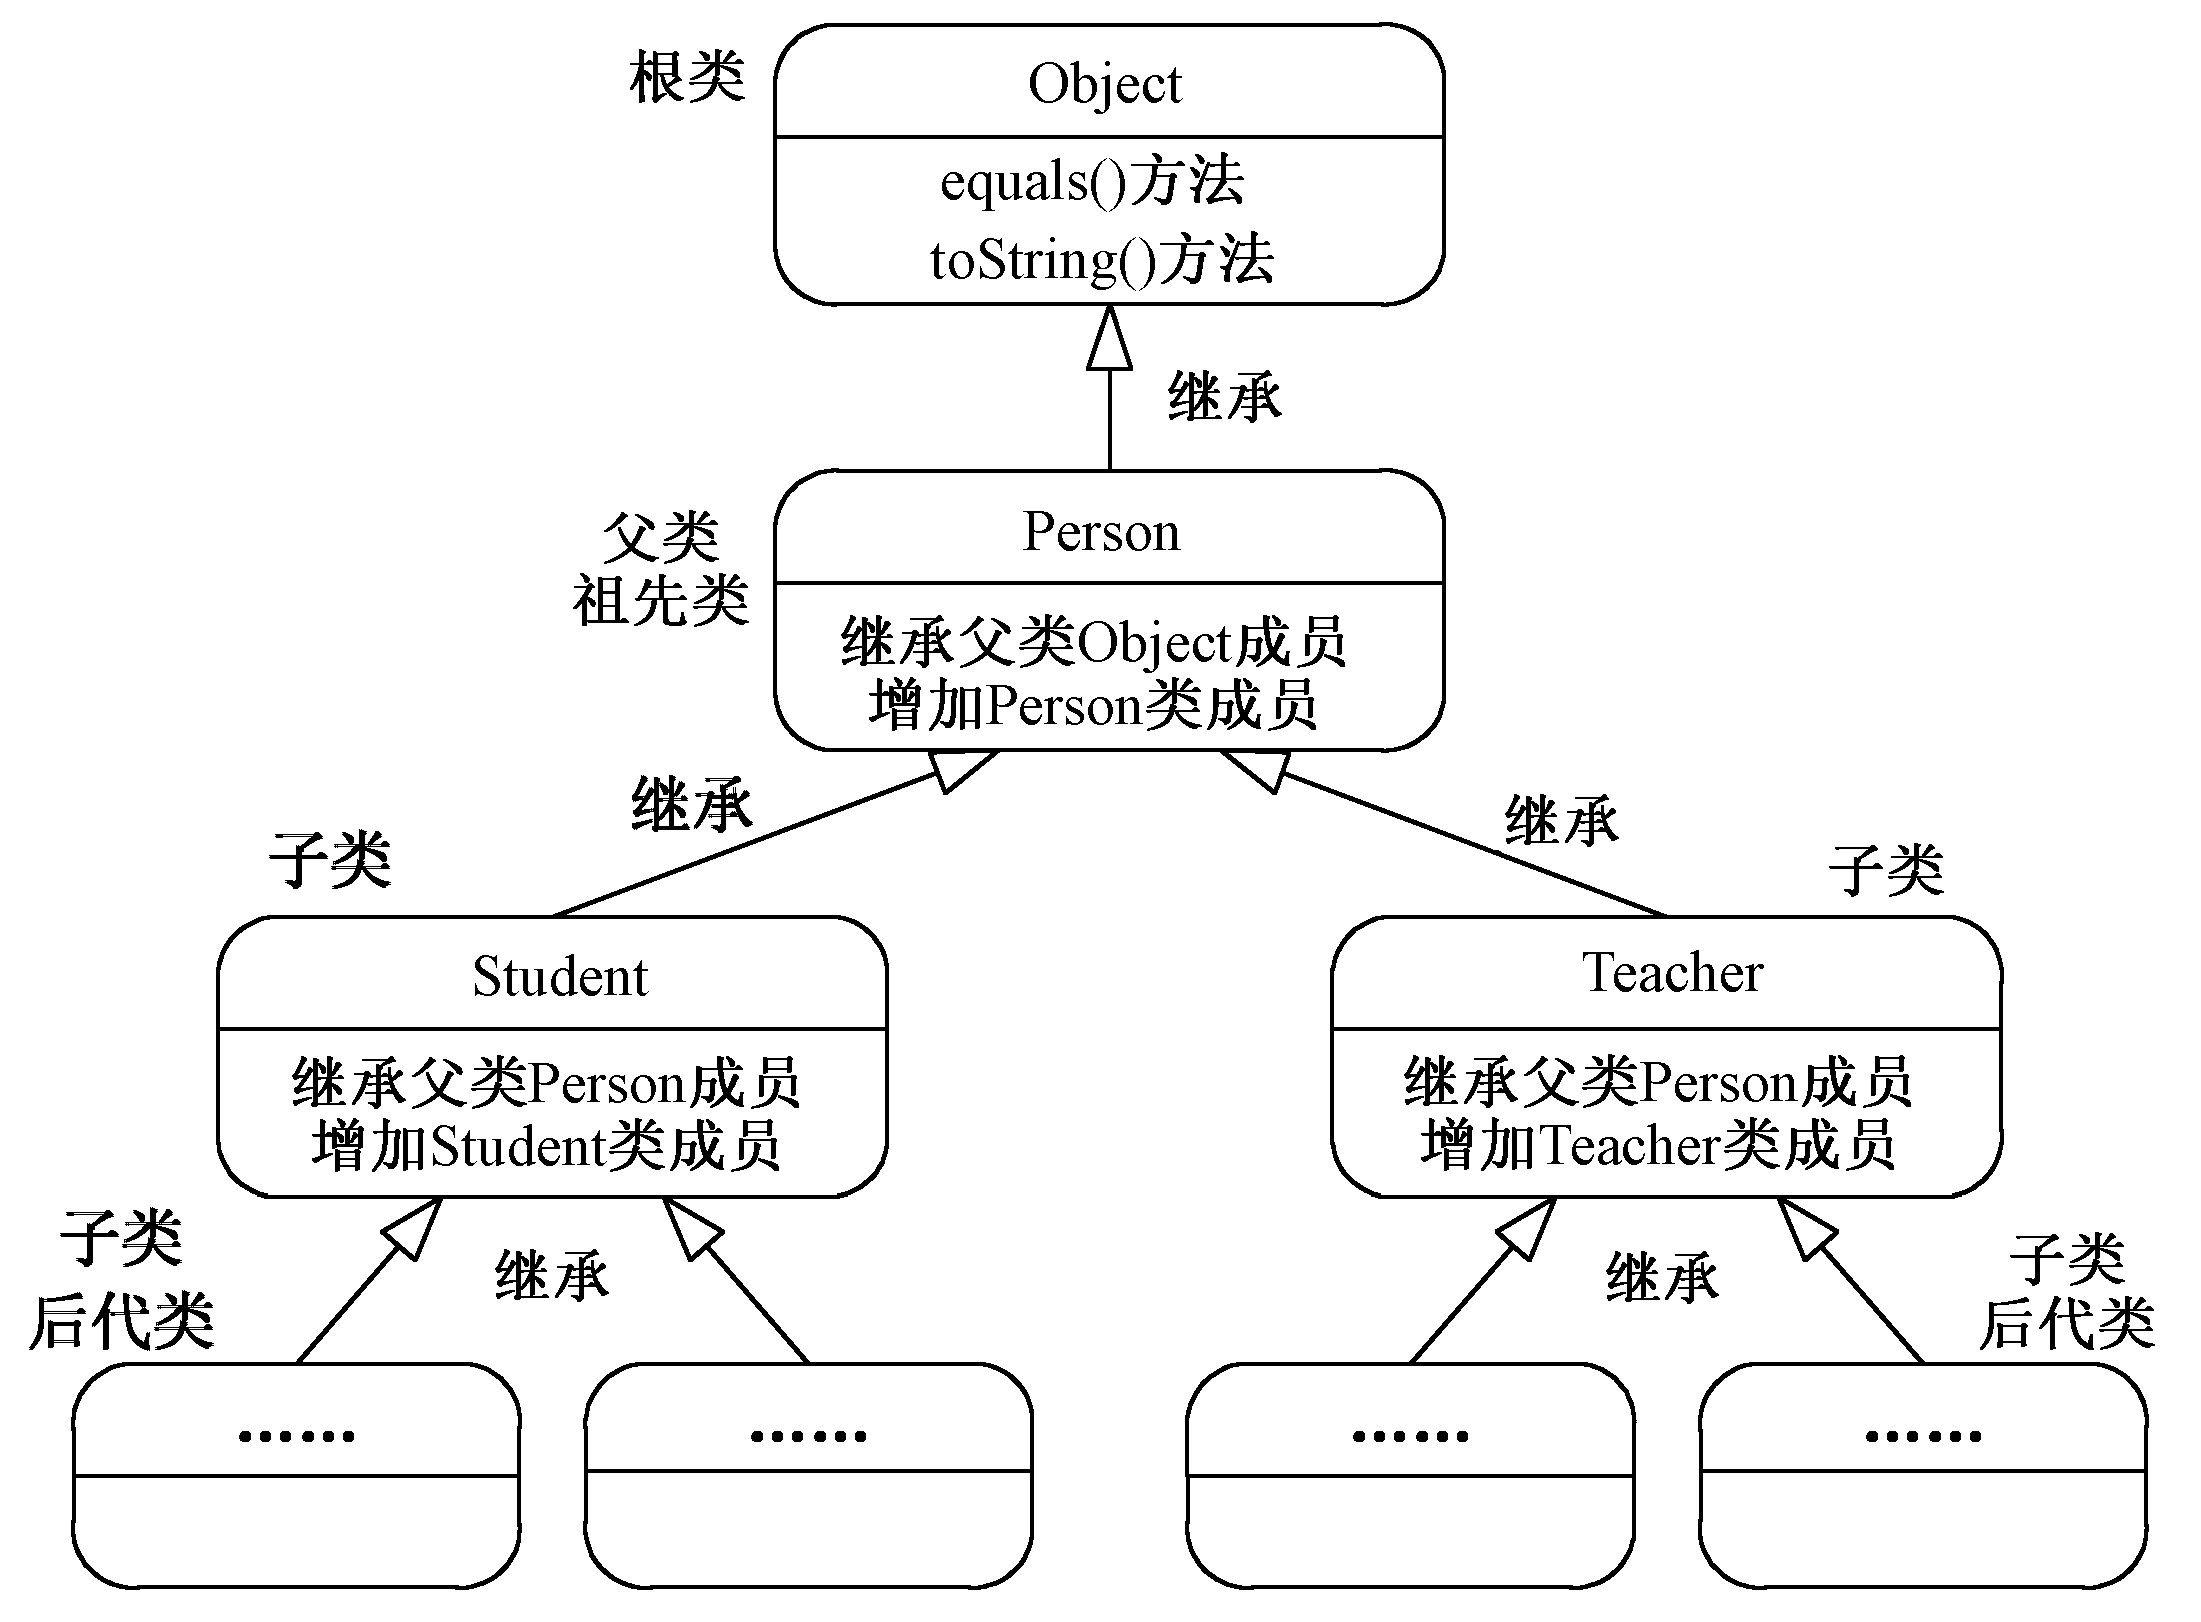 根类
Object
equals()方法
toString()方法
继承
父类
祖先类
Person
继承父类Object成员
增加Person类成员
继承
继承
子类
子类
Student
Teacher
继承父类Person成员
增加Student类成员
继承父类Person成员
增加Teacher类成员
子类
后代类
继承
继承
子类
后代类
……
……
……
……